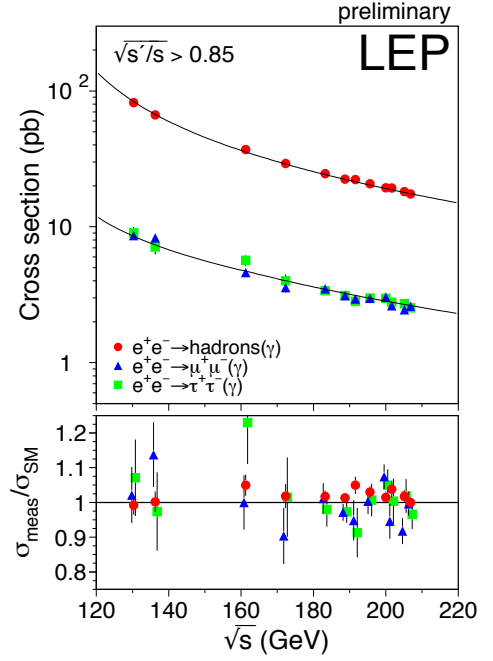 preliminary
√s´/s > 0.85
LEP
Cross section (pb)
10²
10
1
e⁺e⁻→hadrons(γ)
e⁺e⁻→μ⁺μ⁻(γ)
e⁺e⁻→τ⁺τ⁻(γ)
σmeas/σSM
1.2
1.1
1
0.9
0.8
120 140 160 180 200 220
√s (GeV)